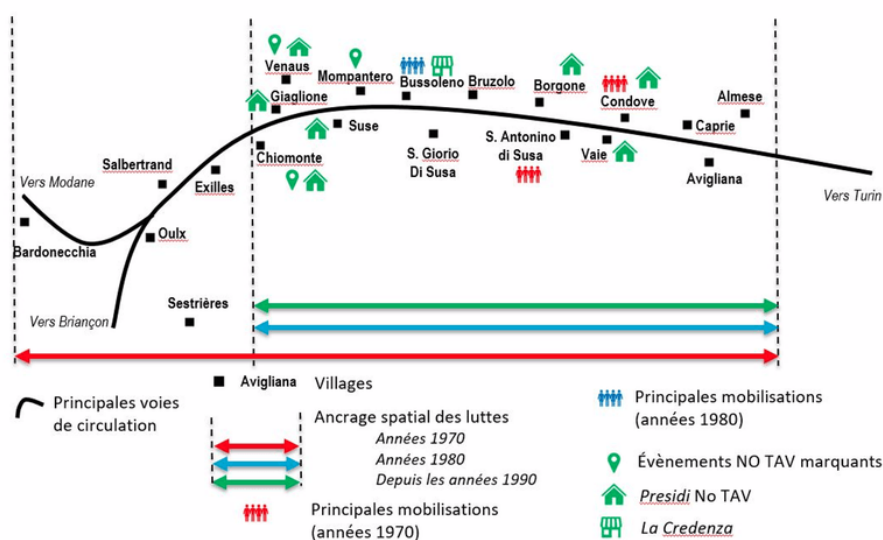 Venaus
Mompantero
Bussoleno
Bruzolo
Borgone
Condove
Almese
Giaglione
Suse
Caprie
Chiomonte
S. Giorio
Di Susa
S. Antonino
di Susa
Vaie
Avigliana
Salbertrand
Exilles
Vers Modane
Vers Turin
Bardonecchia
Oulx
Sestrières
Vers Briançon
Avigliana
Villages
Principales voies
de circulation
Ancrage spatial des luttes
Années 1970
Années 1980
Depuis les années 1990
Principales mobilisations
(années 1970)
Principales mobilisations
(années 1980)
Évènements NO TAV marquants
Presidi No TAV
La Credenza